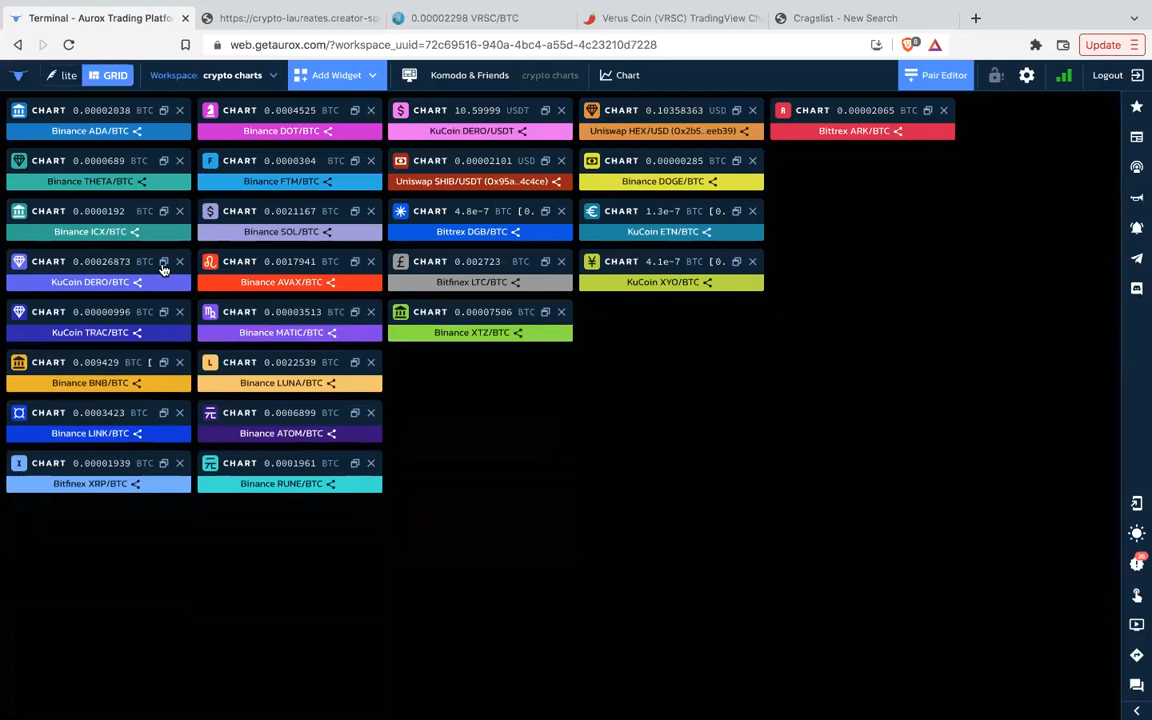 Terminal - Aurox Trading Platfo
https://crypto-laureates.creator-sp
0.00002298 VRSC/BTC
Verus Coin (VRSC) TradingView Ch
Cragslist - New Search
web.getaurox.com/?workspace_uuid=72c69516-940a-4bc4-a55d-4c23210d7228
8
Update
lite
GRID
Workspace: crypto charts
Add Widget
Komodo & Friends
crypto charts
Chart
Pair Editor
Logout
CHART 0.00002038 BTC
CHART 0.0004525 BTC
CHART 10.59999 USDT
CHART 0.10358363 USD
CHART 0.00002065 BTC
Binance ADA/BTC
Binance DOT/BTC
KuCoin DERO/USDT
Uniswap HEX/USD (0x2b5...eeb39)
Bittrex ARK/BTC
CHART 0.0000689 BTC
CHART 0.0000304 BTC
CHART 0.00002101 USD
CHART 0.00000285 BTC
Binance THETA/BTC
Binance FTM/BTC
Uniswap SHIB/USDT (0x95a...4c4ce)
Binance DOGE/BTC
CHART 0.0000192 BTC
CHART 0.0021167 BTC
CHART 4.8e-7 BTC [0.
CHART 1.3e-7 BTC [0.
Binance ICX/BTC
Binance SOL/BTC
Bittrex DGB/BTC
KuCoin ETN/BTC
CHART 0.00026873 BTC
CHART 0.0017941 BTC
CHART 0.002723 BTC
CHART 4.1e-7 BTC [0.
KuCoin DERO/BTC
Binance AVAX/BTC
Bitfinex LTC/BTC
KuCoin XYO/BTC
CHART 0.00000996 BTC
CHART 0.00003513 BTC
CHART 0.00007506 BTC
KuCoin TRAC/BTC
Binance MATIC/BTC
Binance XTZ/BTC
CHART 0.009429 BTC [
L CHART 0.0022539 BTC
Binance BNB/BTC
Binance LUNA/BTC
CHART 0.0003423 BTC
元 CHART 0.0006899 BTC
Binance LINK/BTC
Binance ATOM/BTC
X CHART 0.00001939 BTC
元 CHART 0.0001961 BTC
Bitfinex XRP/BTC
Binance RUNE/BTC